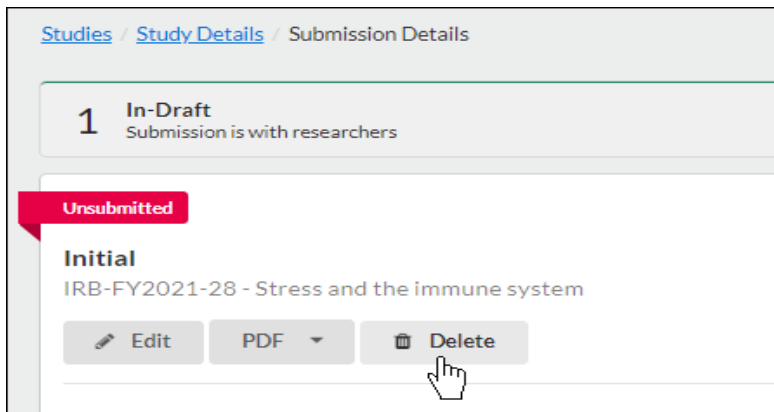 Studies / Study Details / Submission Details
1
In-Draft
Submission is with researchers
Unsubmitted
Initial
IRB-FY2021-28 - Stress and the immune system
Edit PDF Delete